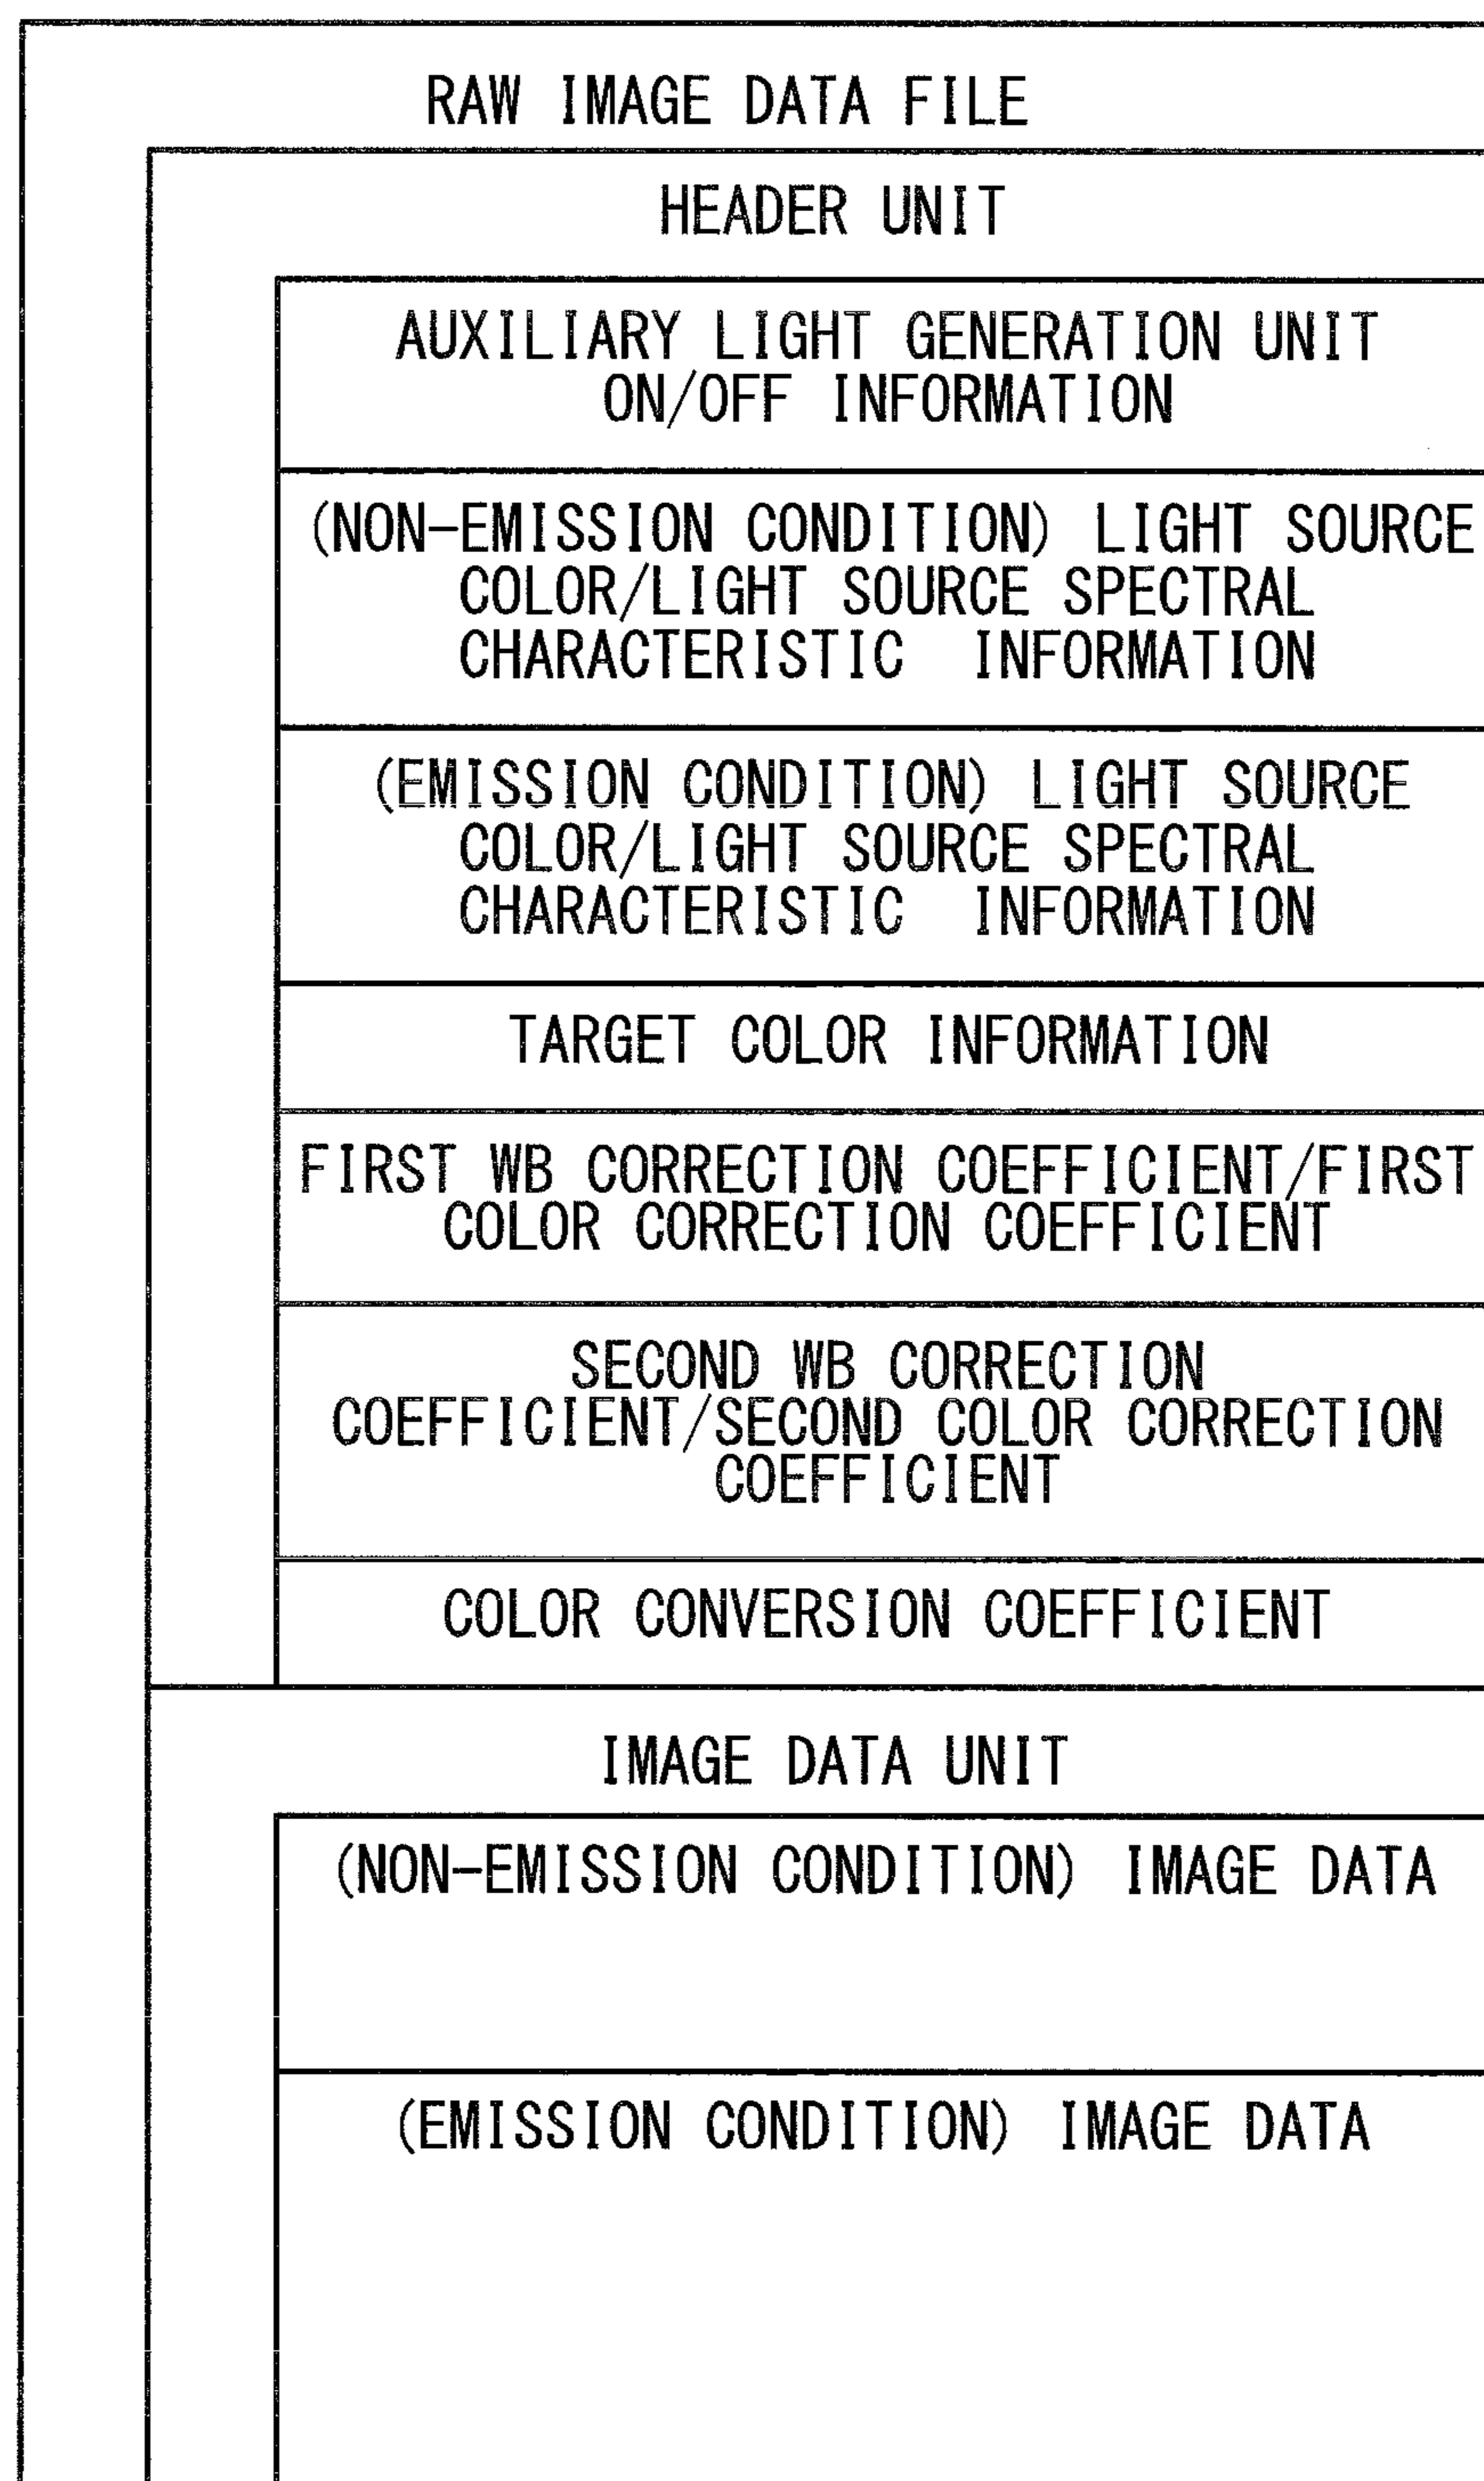 RAW IMAGE DATA FILE
HEADER UNIT
AUXILIARY LIGHT GENERATION UNIT
ON/OFF INFORMATION
(NON-EMISSION CONDITION) LIGHT SOURCE
COLOR/LIGHT SOURCE SPECTRAL
CHARACTERISTIC INFORMATION
(EMISSION CONDITION) LIGHT SOURCE
COLOR/LIGHT SOURCE SPECTRAL
CHARACTERISTIC INFORMATION
TARGET COLOR INFORMATION
FIRST WB CORRECTION COEFFICIENT/FIRST
COLOR CORRECTION COEFFICIENT
SECOND WB CORRECTION
COEFFICIENT/SECOND COLOR CORRECTION
COEFFICIENT
COLOR CONVERSION COEFFICIENT
IMAGE DATA UNIT
(NON-EMISSION CONDITION) IMAGE DATA
(EMISSION CONDITION) IMAGE DATA